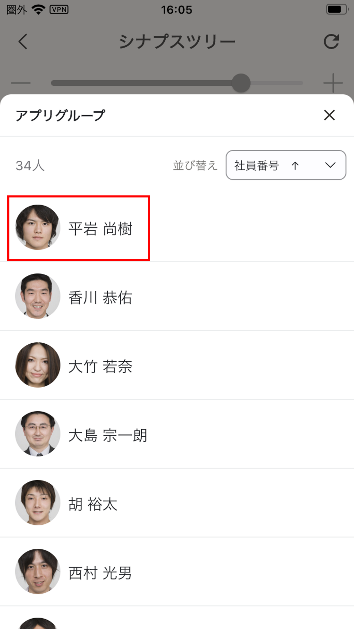 圏外 VPN 16:05
シナプスツリー
アプリグループ
34人 並び替え 社員番号 ↑
平岩 尚樹
香川 恭佑
大竹 若奈
大島 宗一朗
胡 裕太
西村 光男